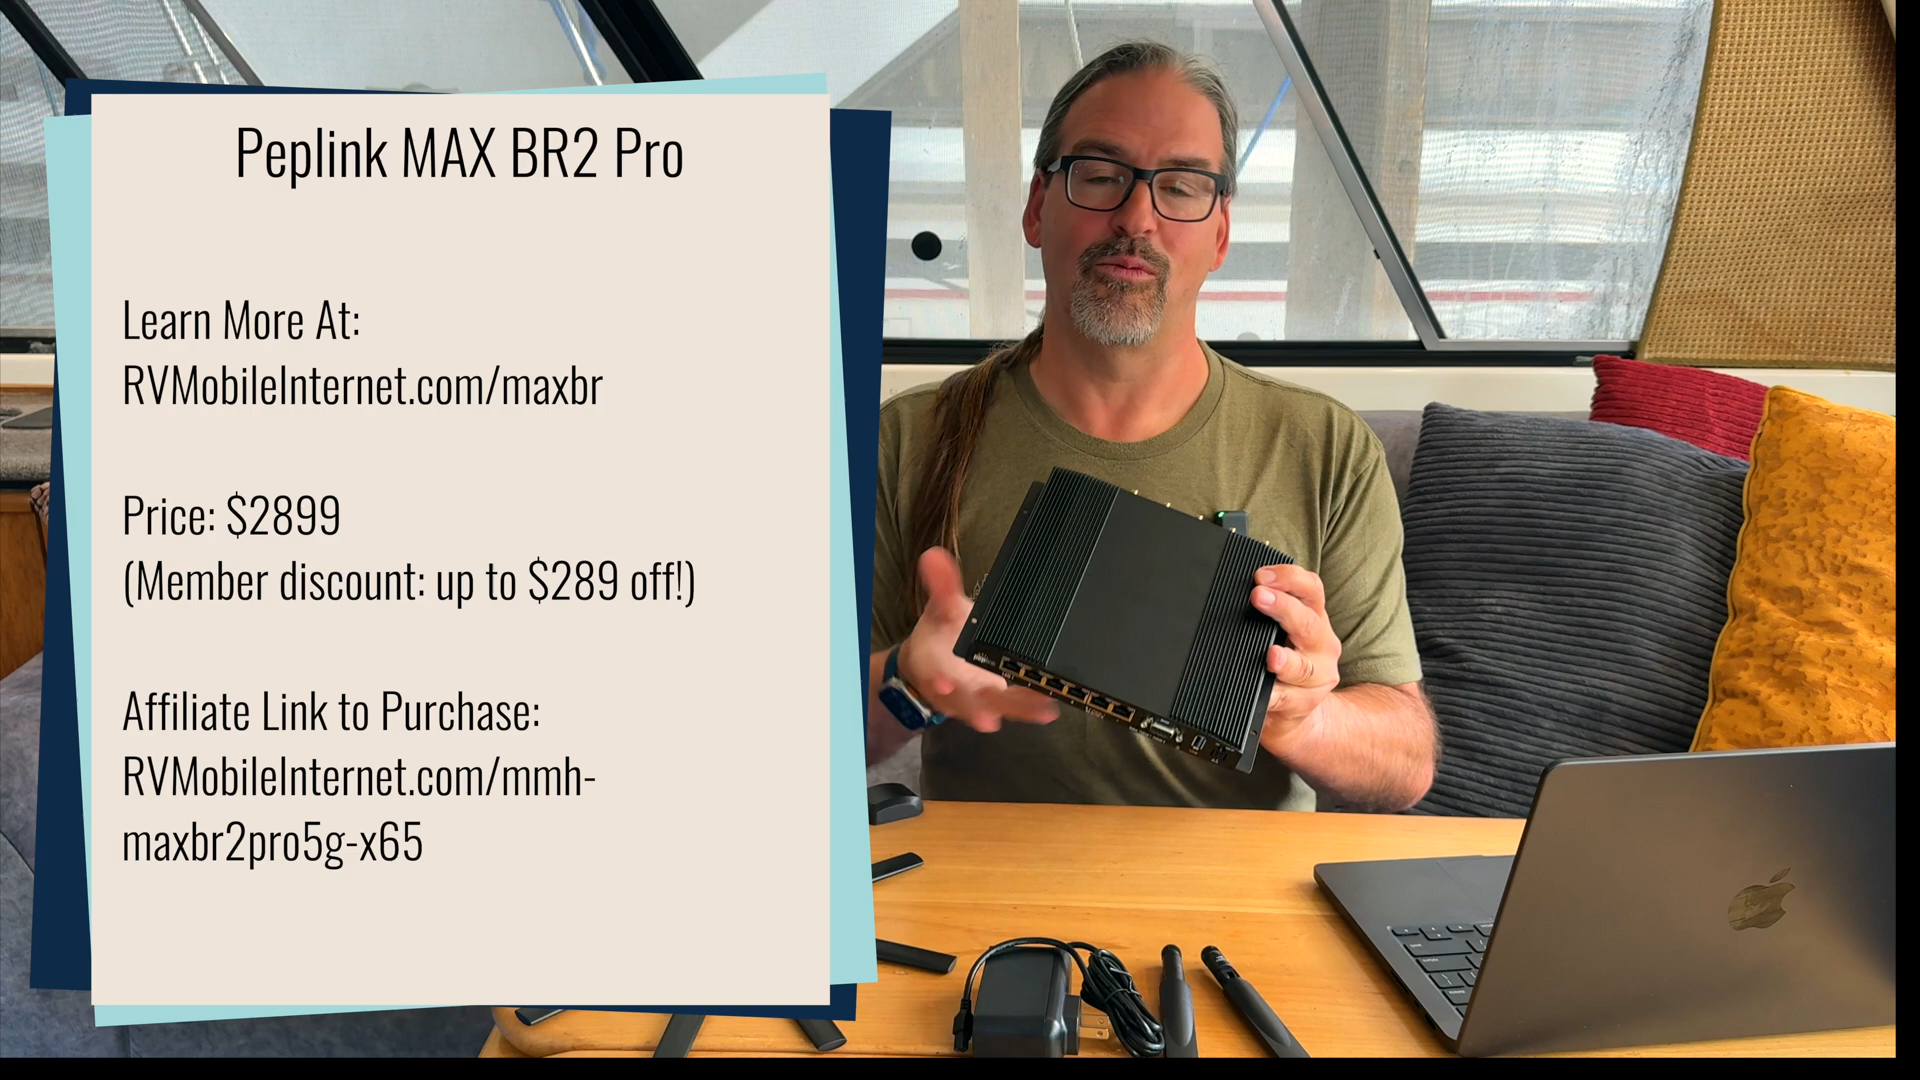 Peplink MAX BR2 Pro
Learn More At:
RVMobileInternet.com/maxbr
Price: $2899
(Member discount: up to $289 off!)
Affiliate Link to Purchase:
RVMobileInternet.com/mmh-
maxbr2pro5g-x65